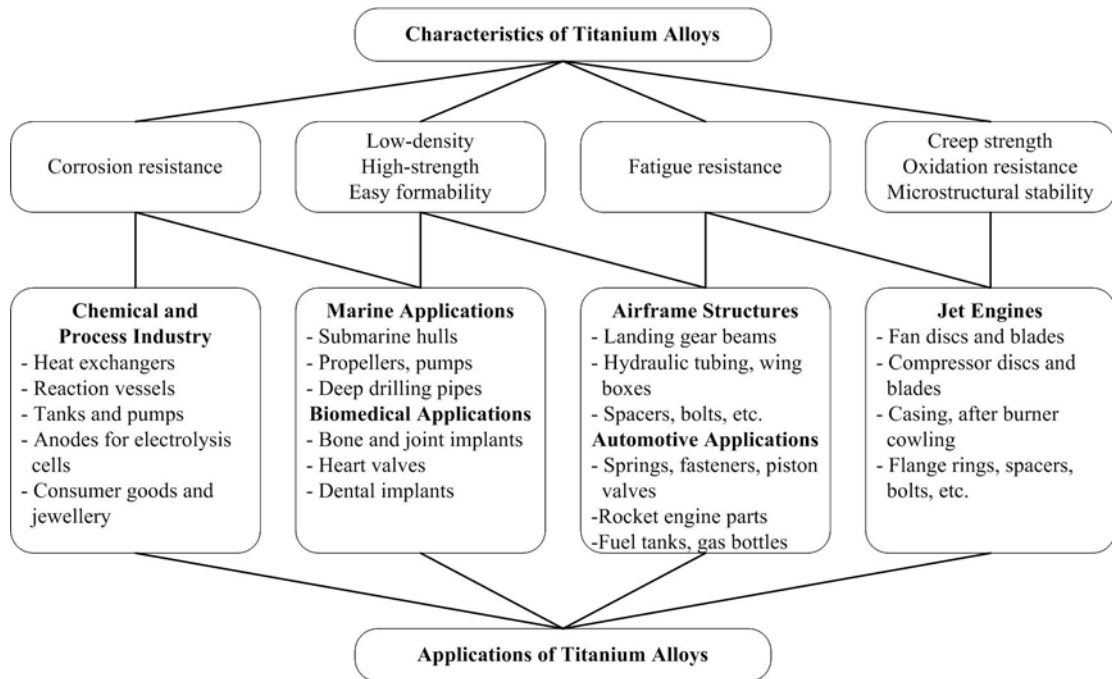 Characteristics of Titanium Alloys
Corrosion resistance
Low-density
High-strength
Easy formability
Fatigue resistance
Creep strength
Oxidation resistance
Microstructural stability
Chemical and
Process Industry
- Heat exchangers
- Reaction vessels
- Tanks and pumps
- Anodes for electrolysis
cells
- Consumer goods and
jewellery
Marine Applications
- Submarine hulls
- Propellers, pumps
- Deep drilling pipes
Biomedical Applications
- Bone and joint implants
- Heart valves
- Dental implants
Airframe Structures
- Landing gear beams
- Hydraulic tubing, wing
boxes
- Spacers, bolts, etc.
Automotive Applications
- Springs, fasteners, piston
valves
-Rocket engine parts
-Fuel tanks, gas bottles
Jet Engines
- Fan discs and blades
- Compressor discs and
blades
- Casing, after burner
cowling
- Flange rings, spacers,
bolts, etc.
Applications of Titanium Alloys